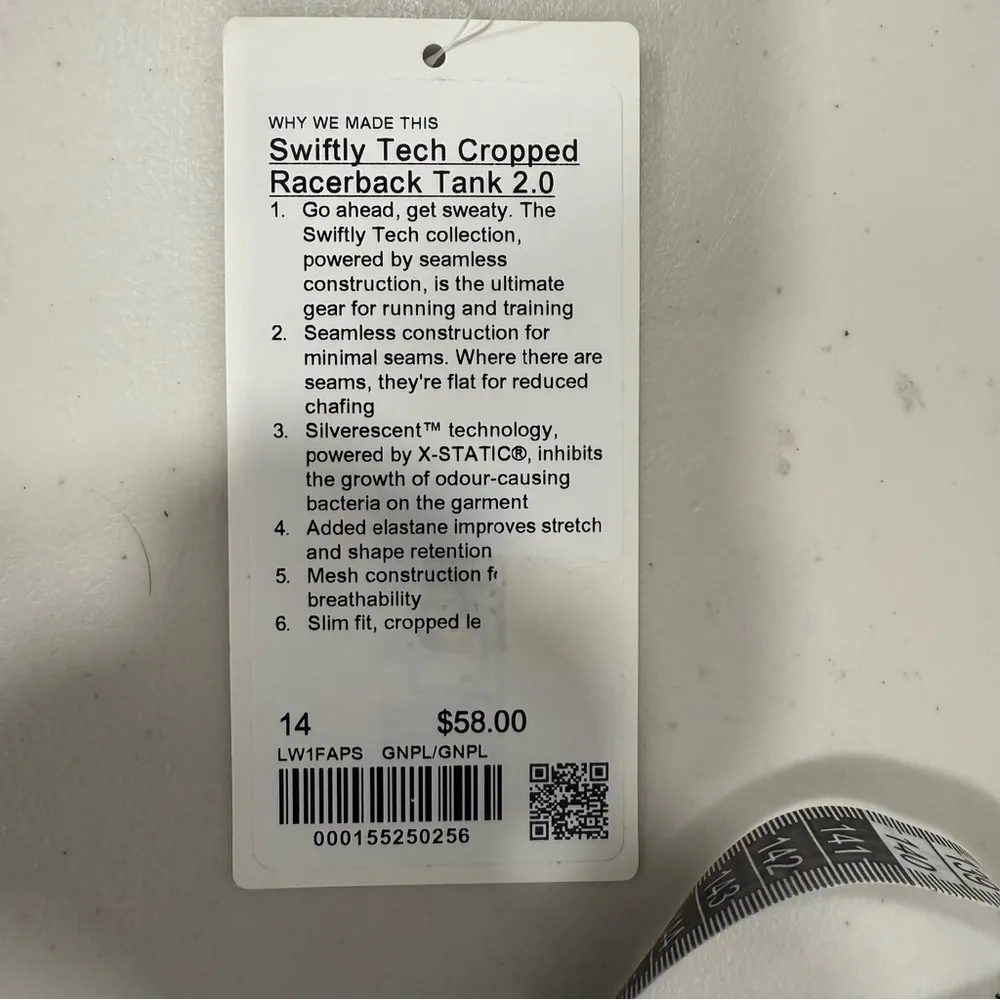 WHY WE MADE THIS
Swiftly Tech Cropped
Racerback Tank 2.0
1. Go ahead, get sweaty. The
Swiftly Tech collection,
powered by seamless
construction, is the ultimate
gear for running and training
2. Seamless construction for
minimal seams. Where there are
seams, they're flat for reduced
chafing
3. Silverescent™ technology,
powered by X-STATIC®, inhibits
the growth of odour-causing
bacteria on the garment
4. Added elastane improves stretch
and shape retention
5. Mesh construction
breathability
6. Slim fit, cropped
14 $58.00
LW1FAPS GNPL/GNPL
000155250256
143 142 141 140